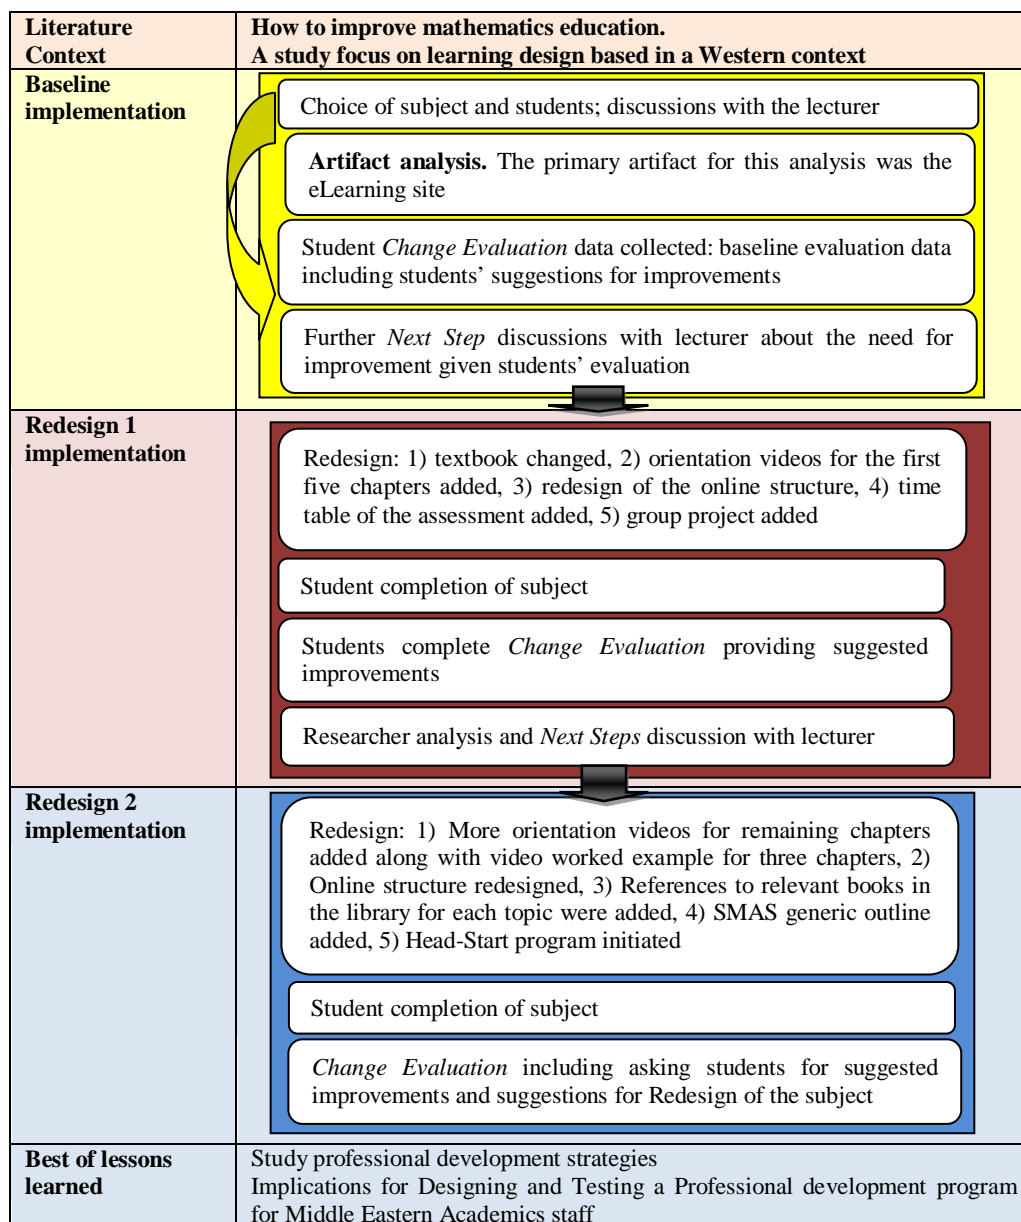 Literature
Context
How to improve mathematics education.
A study focus on learning design based in a Western context
Baseline
implementation
Choice of subject and students; discussions with the lecturer
Artifact analysis. The primary artifact for this analysis was the
eLearning site
Student Change Evaluation data collected: baseline evaluation data
including students’ suggestions for improvements
Further Next Step discussions with lecturer about the need for
improvement given students’ evaluation
Redesign 1
implementation
Redesign: 1) textbook changed, 2) orientation videos for the first
five chapters added, 3) redesign of the online structure, 4) time
table of the assessment added, 5) group project added
Student completion of subject
Students complete Change Evaluation providing suggested
improvements
Researcher analysis and Next Steps discussion with lecturer
Redesign 2
implementation
Redesign: 1) More orientation videos for remaining chapters
added along with video worked example for three chapters, 2)
Online structure redesigned, 3) References to relevant books in
the library for each topic were added, 4) SMAS generic outline
added, 5) Head-Start program initiated
Student completion of subject
Change Evaluation including asking students for suggested
improvements and suggestions for Redesign of the subject
Best of lessons
learned
Study professional development strategies
Implications for Designing and Testing a Professional development program
for Middle Eastern Academics staff